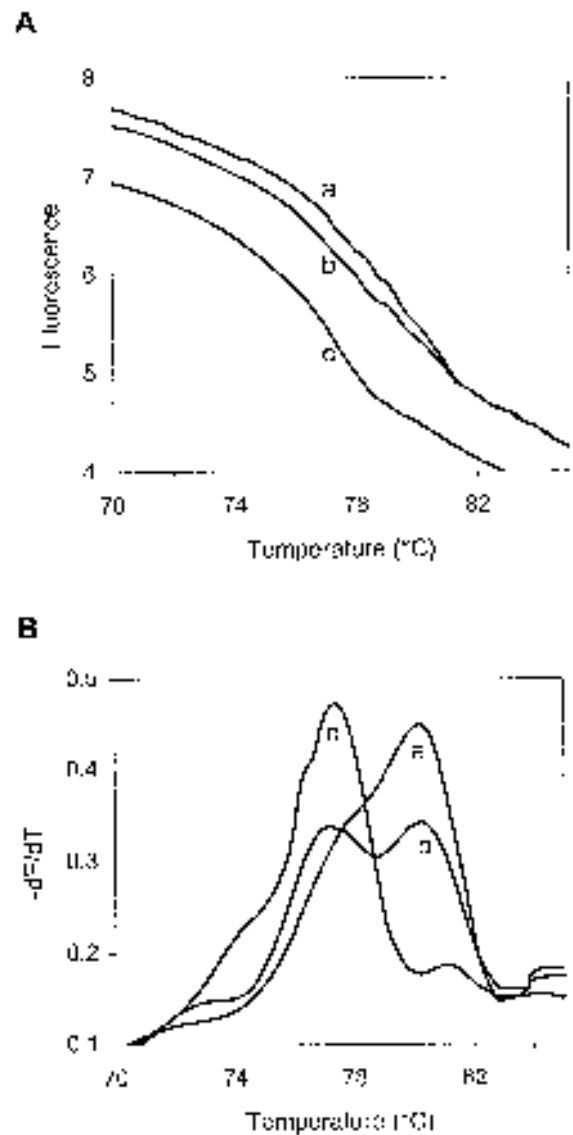 A
8
7
a
b
6
c
5
4
Fluorescence
70 74 78 82
Temperature (°C)
B
0.5
0.4
c
a
b
0.3
0.2
0.1
-dF/dT
70 74 78 82
Temperature (°C)